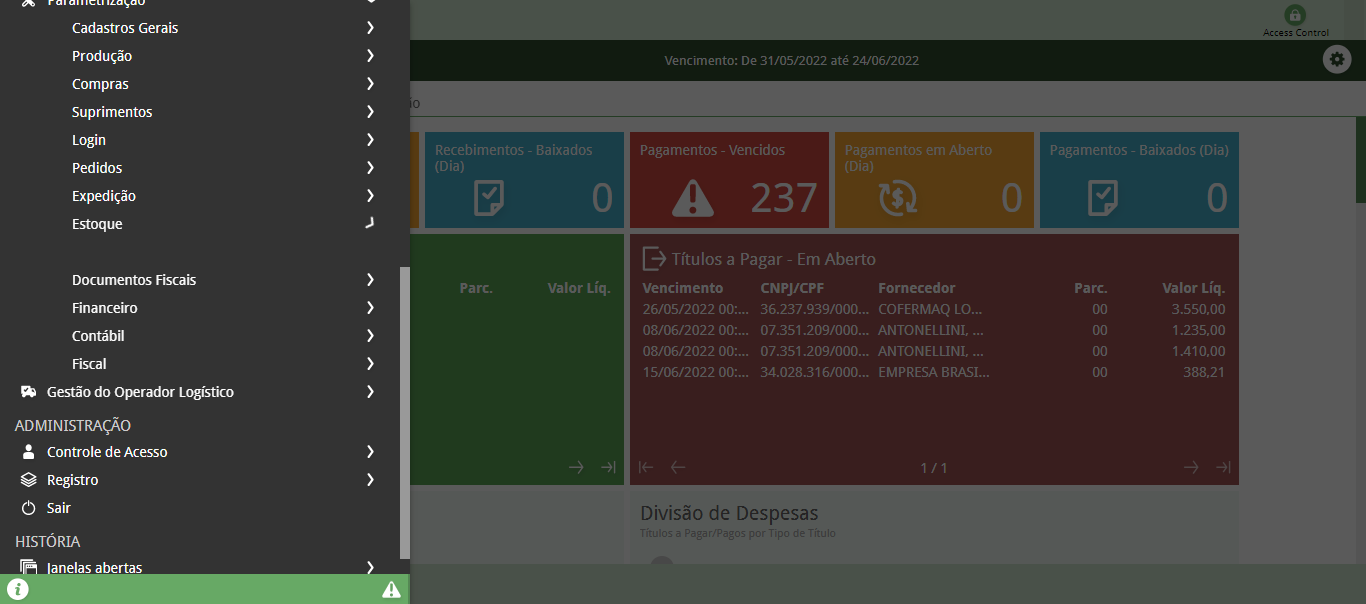 Parametrização
Cadastros Gerais
Produção
Compras
Suprimentos
Login
Pedidos
Expedição
Estoque
Documentos Fiscais
Financeiro
Contábil
Fiscal
Gestão do Operador Logístico
ADMINISTRAÇÃO
Controle de Acesso
Registro
Sair
HISTÓRIA
Janelas abertas
Access Control
Vencimento: De 31/05/2022 até 24/06/2022
Recebimentos - Baixados
(Dia)
0
Pagamentos - Vencidos
237
Pagamentos em Aberto
(Dia)
0
Pagamentos - Baixados (Dia)
0
Parc. Valor Líq.
Títulos a Pagar - Em Aberto
Vencimento CNPJ/CPF Fornecedor Parc. Valor Líq.
26/05/2022 00:... 36.237.939/000... COFERMAQ LO... 00 3.550,00
08/06/2022 00:... 07.351.209/000... ANTONELLINI, ... 00 1.235,00
08/06/2022 00:... 07.351.209/000... ANTONELLINI, ... 00 1.410,00
15/06/2022 00:... 34.028.316/000... EMPRESA BRASI... 00 388,21
1 / 1
Divisão de Despesas
Títulos a Pagar/Pagos por Tipo de Título